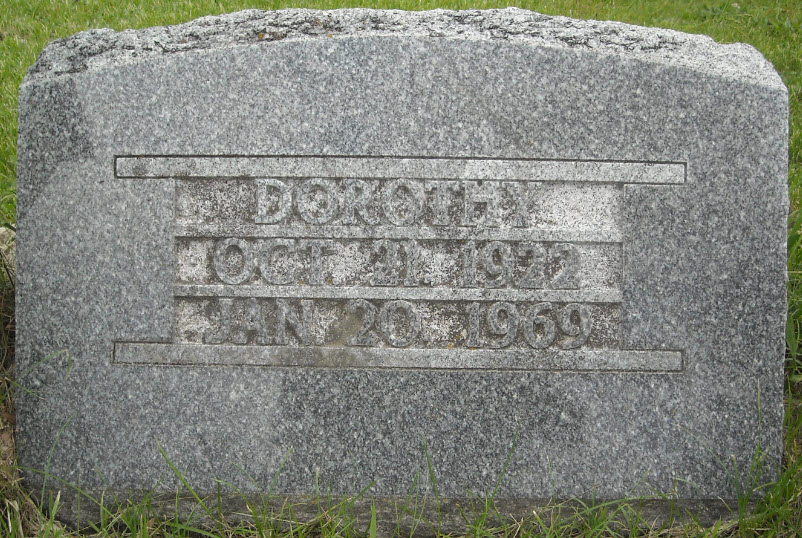 DOROTHY
OCT. 21. 1922
JAN. 20. 1969